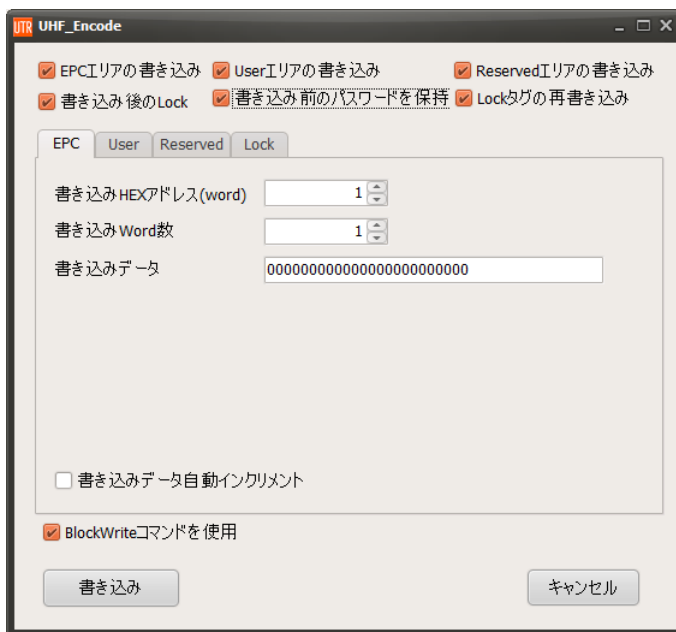 UTR UHF_Encode
EPCエリアの書き込み Userエリアの書き込み Reservedエリアの書き込み
書き込み後のLock 書き込み前のパスワードを保持 Lockタグの再書き込み
EPC User Reserved Lock
書き込みHEXアドレス(word) 1
書き込みWord数 1
書き込みデータ 000000000000000000000000
書き込みデータ自動インクリメント
BlockWriteコマンドを使用
書き込み キャンセル